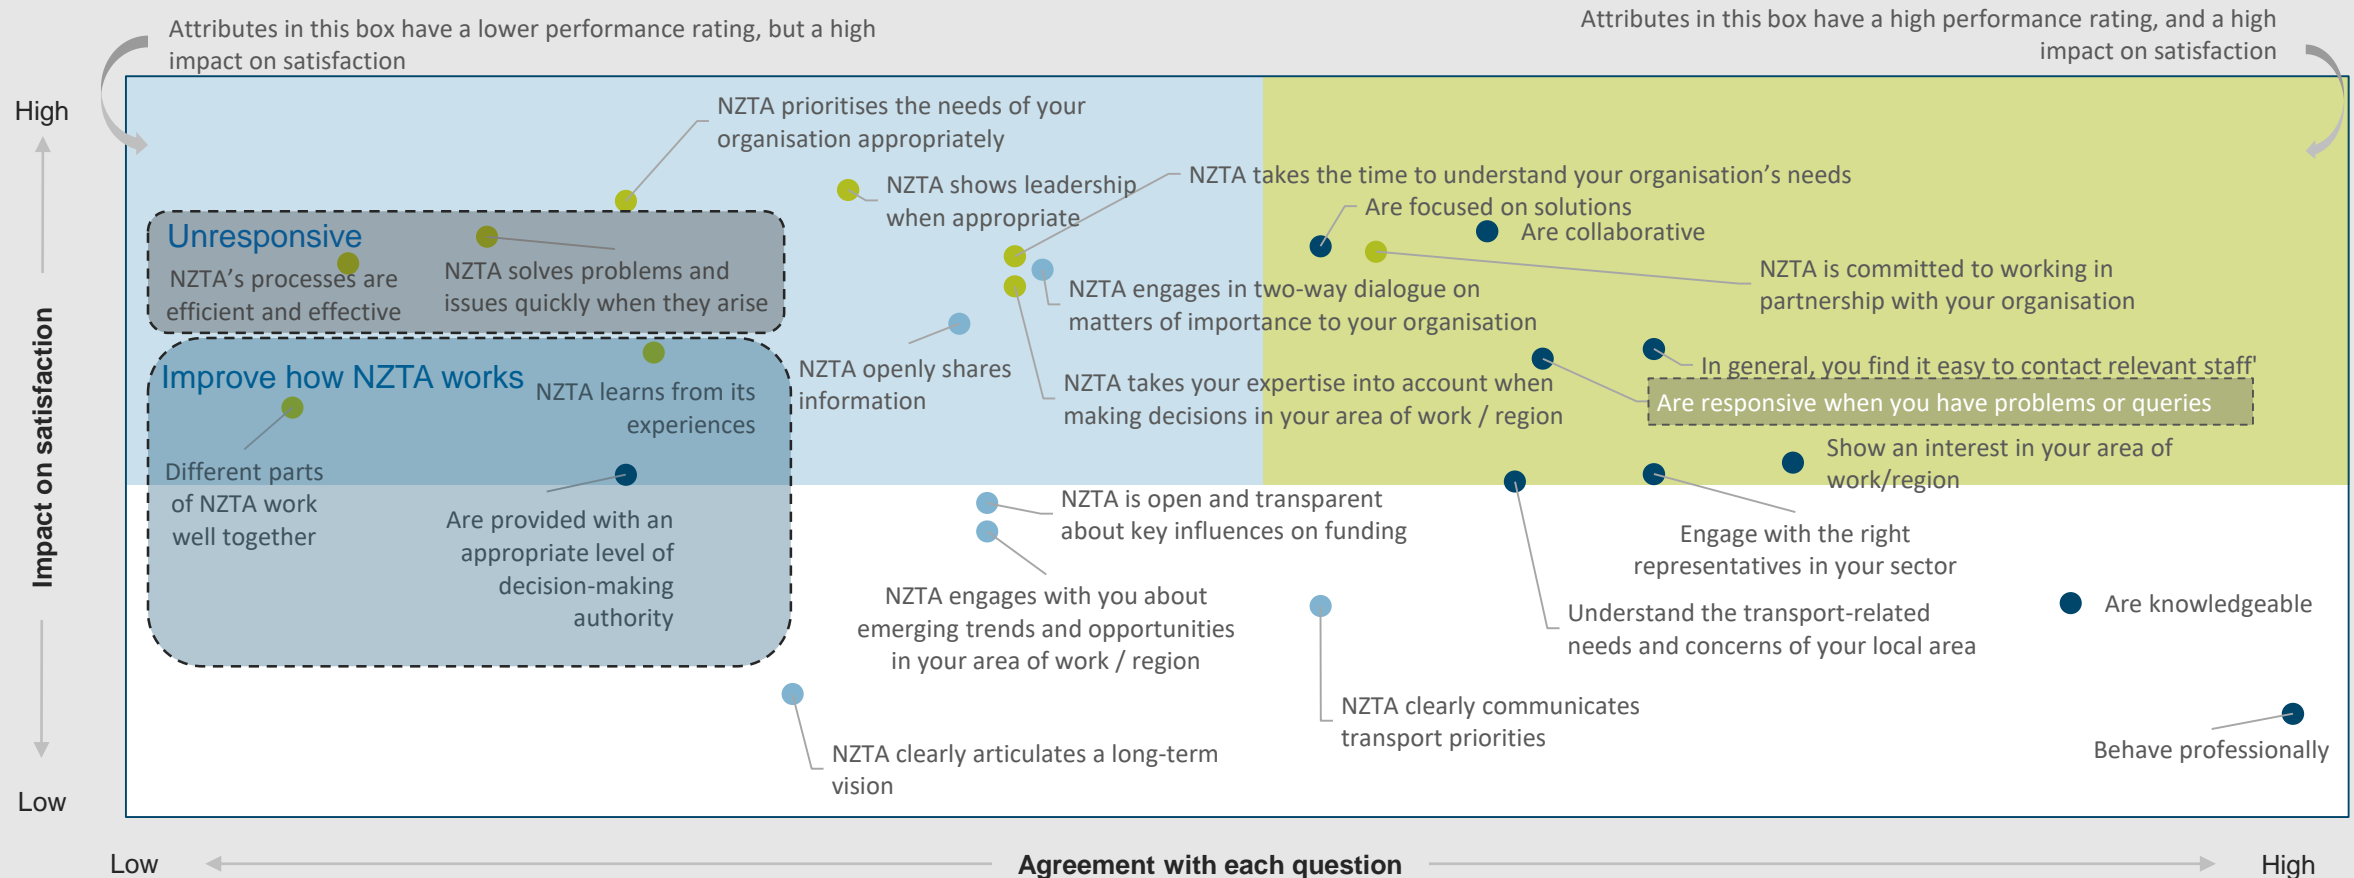 Attributes in this box have a lower performance rating, but a high
impact on satisfaction
Attributes in this box have a high performance rating, and a high
impact on satisfaction
High
Impact on satisfaction
Low
NZTA prioritises the needs of your
organisation appropriately
NZTA shows leadership
when appropriate
NZTA takes the time to understand your organisation’s needs
Are focused on solutions
Are collaborative
Unresponsive
NZTA’s processes are
efficient and effective
NZTA solves problems and
issues quickly when they arise
NZTA engages in two-way dialogue on
matters of importance to your organisation
NZTA is committed to working in
partnership with your organisation
Improve how NZTA works
NZTA learns from its
experiences
NZTA openly shares
information
NZTA takes your expertise into account when
making decisions in your area of work / region
In general, you find it easy to contact relevant staff'
Are responsive when you have problems or queries
Show an interest in your area of
work/region
Different parts
of NZTA work
well together
Are provided with an
appropriate level of
decision-making
authority
NZTA is open and transparent
about key influences on funding
Engage with the right
representatives in your sector
NZTA engages with you about
emerging trends and opportunities
in your area of work / region
Understand the transport-related
needs and concerns of your local area
Are knowledgeable
NZTA clearly communicates
transport priorities
NZTA clearly articulates a long-term
vision
Behave professionally
Low
Agreement with each question
High